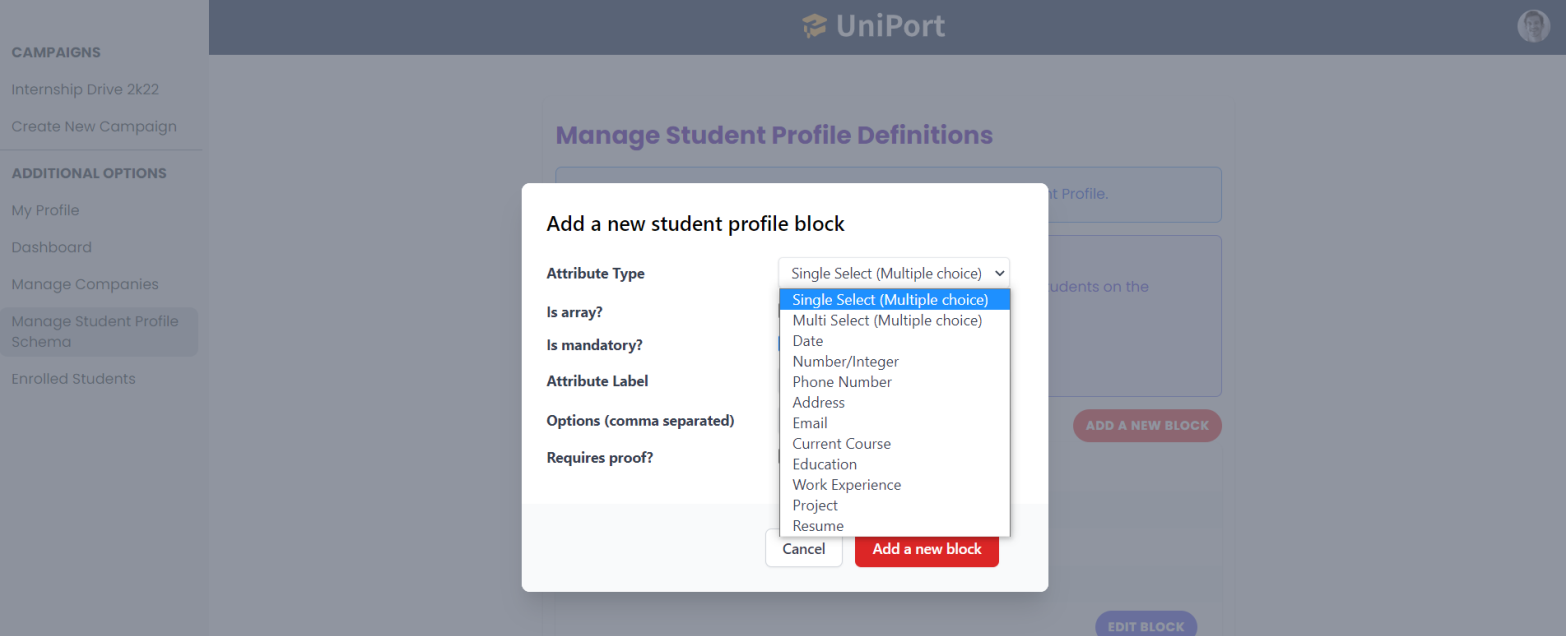 UniPort
CAMPAIGNS
Internship Drive 2k22
Create New Campaign
ADDITIONAL OPTIONS
My Profile
Dashboard
Manage Companies
Manage Student Profile
Schema
Enrolled Students
Manage Student Profile Definitions
nt Profile.
udents on the
ADD A NEW BLOCK
EDIT BLOCK
Add a new student profile block
Attribute Type
Single Select (Multiple choice)
Single Select (Multiple choice)
Multi Select (Multiple choice)
Date
Number/Integer
Phone Number
Address
Email
Current Course
Education
Work Experience
Project
Resume
Is array?
Is mandatory?
Attribute Label
Options (comma separated)
Requires proof?
Cancel
Add a new block